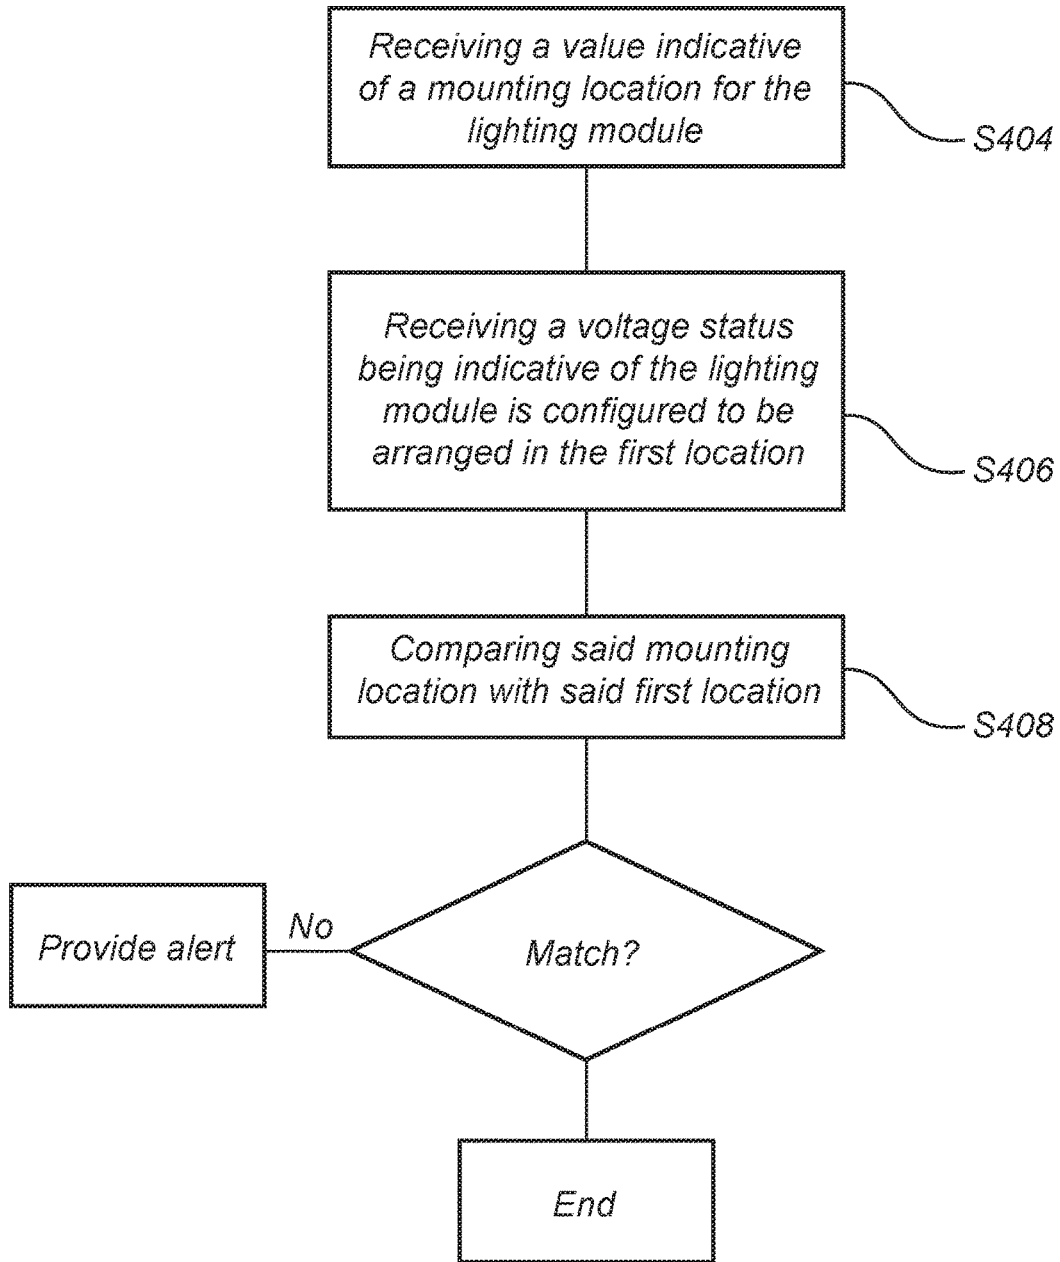 Receiving a value indicative
of a mounting location for the
lighting module
S404
Receiving a voltage status
being indicative of the lighting
module is configured to be
arranged in the first location
S406
Comparing said mounting
location with said first location
S408
Match?
No
Provide alert
End